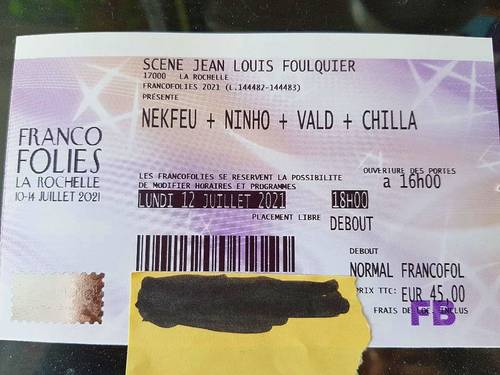 SCENE JEAN LOUIS FOULQUIER
17000 LA ROCHELLE
FRANCOFOLIES 2021 (L.144482-144483)
PRESENTE
NEKFEU + NINHO + VALD + CHILLA
FRANCO
FOLIES
LA ROCHELLE
10-14 JUILLET 2021
OUVERTURE DES PORTES
a 16h00
LES FRANCOFOLIES SE RESERVENT LA POSSIBILITE
DE MODIFIER HORAIRES ET PROGRAMMES
LUNDI 12 JUILLET 2021 18H00
PLACEMENT LIBRE DEBOUT
DEBOUT
NORMAL FRANCOFOL
PRIX TTC: EUR 45,00
FRAIS DE LOC. INCLUS
FB